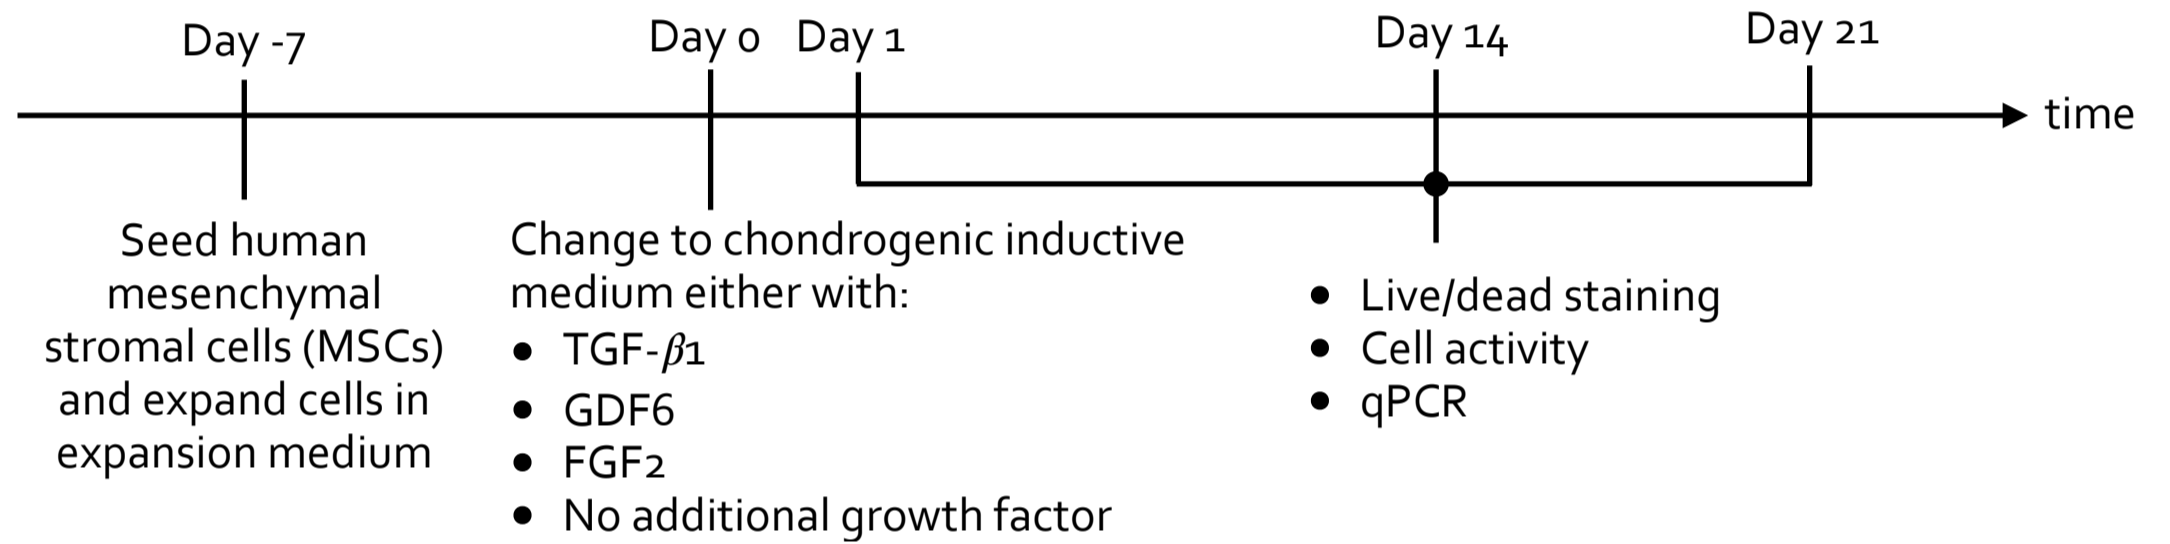 Day -7
Day 0
Day 1
Day 14
Day 21
time
Seed human
mesenchymal
stromal cells (MSCs)
and expand cells in
expansion medium
Change to chondrogenic inductive
medium either with:
• TGF-β1
• GDF6
• FGF2
• No additional growth factor
• Live/dead staining
• Cell activity
• qPCR